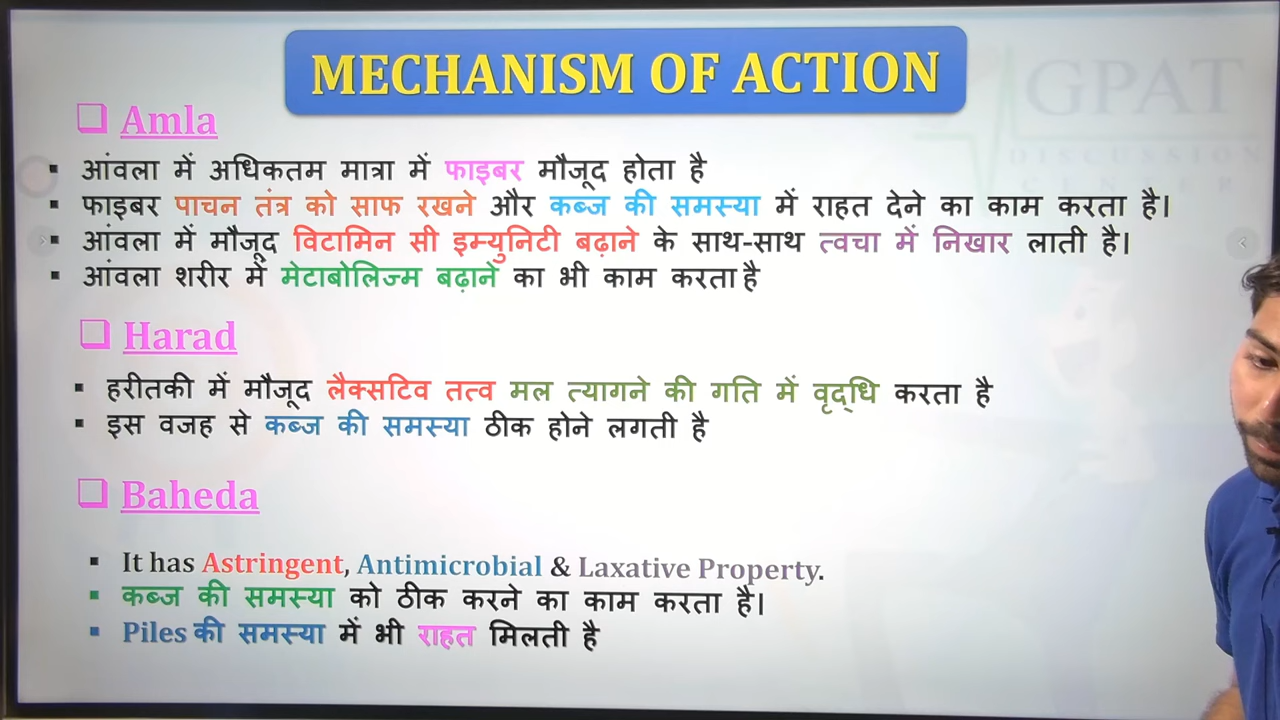 MECHANISM OF ACTION
GPAT
DISCUSSION
CENTER
Amla
आंवला में अधिकतम मात्रा में फाइबर मौजूद होता है
फाइबर पाचन तंत्र को साफ रखने और कब्ज की समस्या में राहत देने का काम करता है।
आंवला में मौजूद विटामिन सी इम्युनिटी बढ़ाने के साथ-साथ त्वचा में निखार लाती है।
आंवला शरीर में मेटाबोलिज्म बढ़ाने का भी काम करता है
Harad
हरीतकी में मौजूद लैक्सटिव तत्व मल त्यागने की गति में वृद्धि करता है
इस वजह से कब्ज की समस्या ठीक होने लगती है
Baheda
It has Astringent, Antimicrobial & Laxative Property.
कब्ज की समस्या को ठीक करने का काम करता है।
Piles की समस्या में भी राहत मिलती है